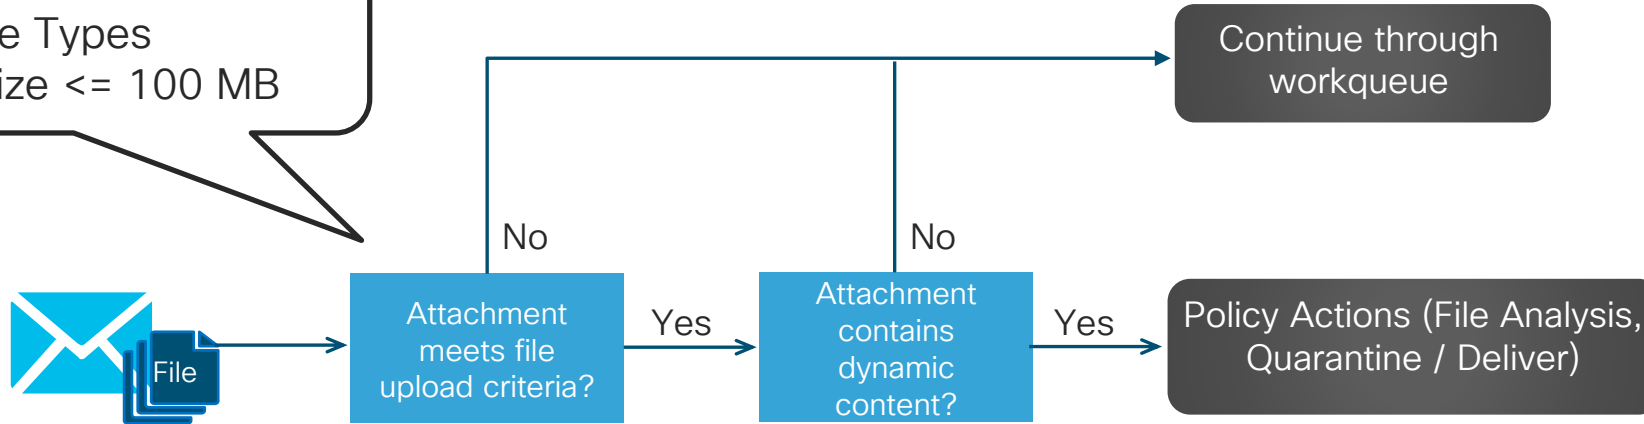 e Types
ize <= 100 MB
Continue through
workqueue
No
No
File
Attachment
meets file
upload criteria?
Yes
Attachment
contains
dynamic
content?
Yes
Policy Actions (File Analysis,
Quarantine / Deliver)